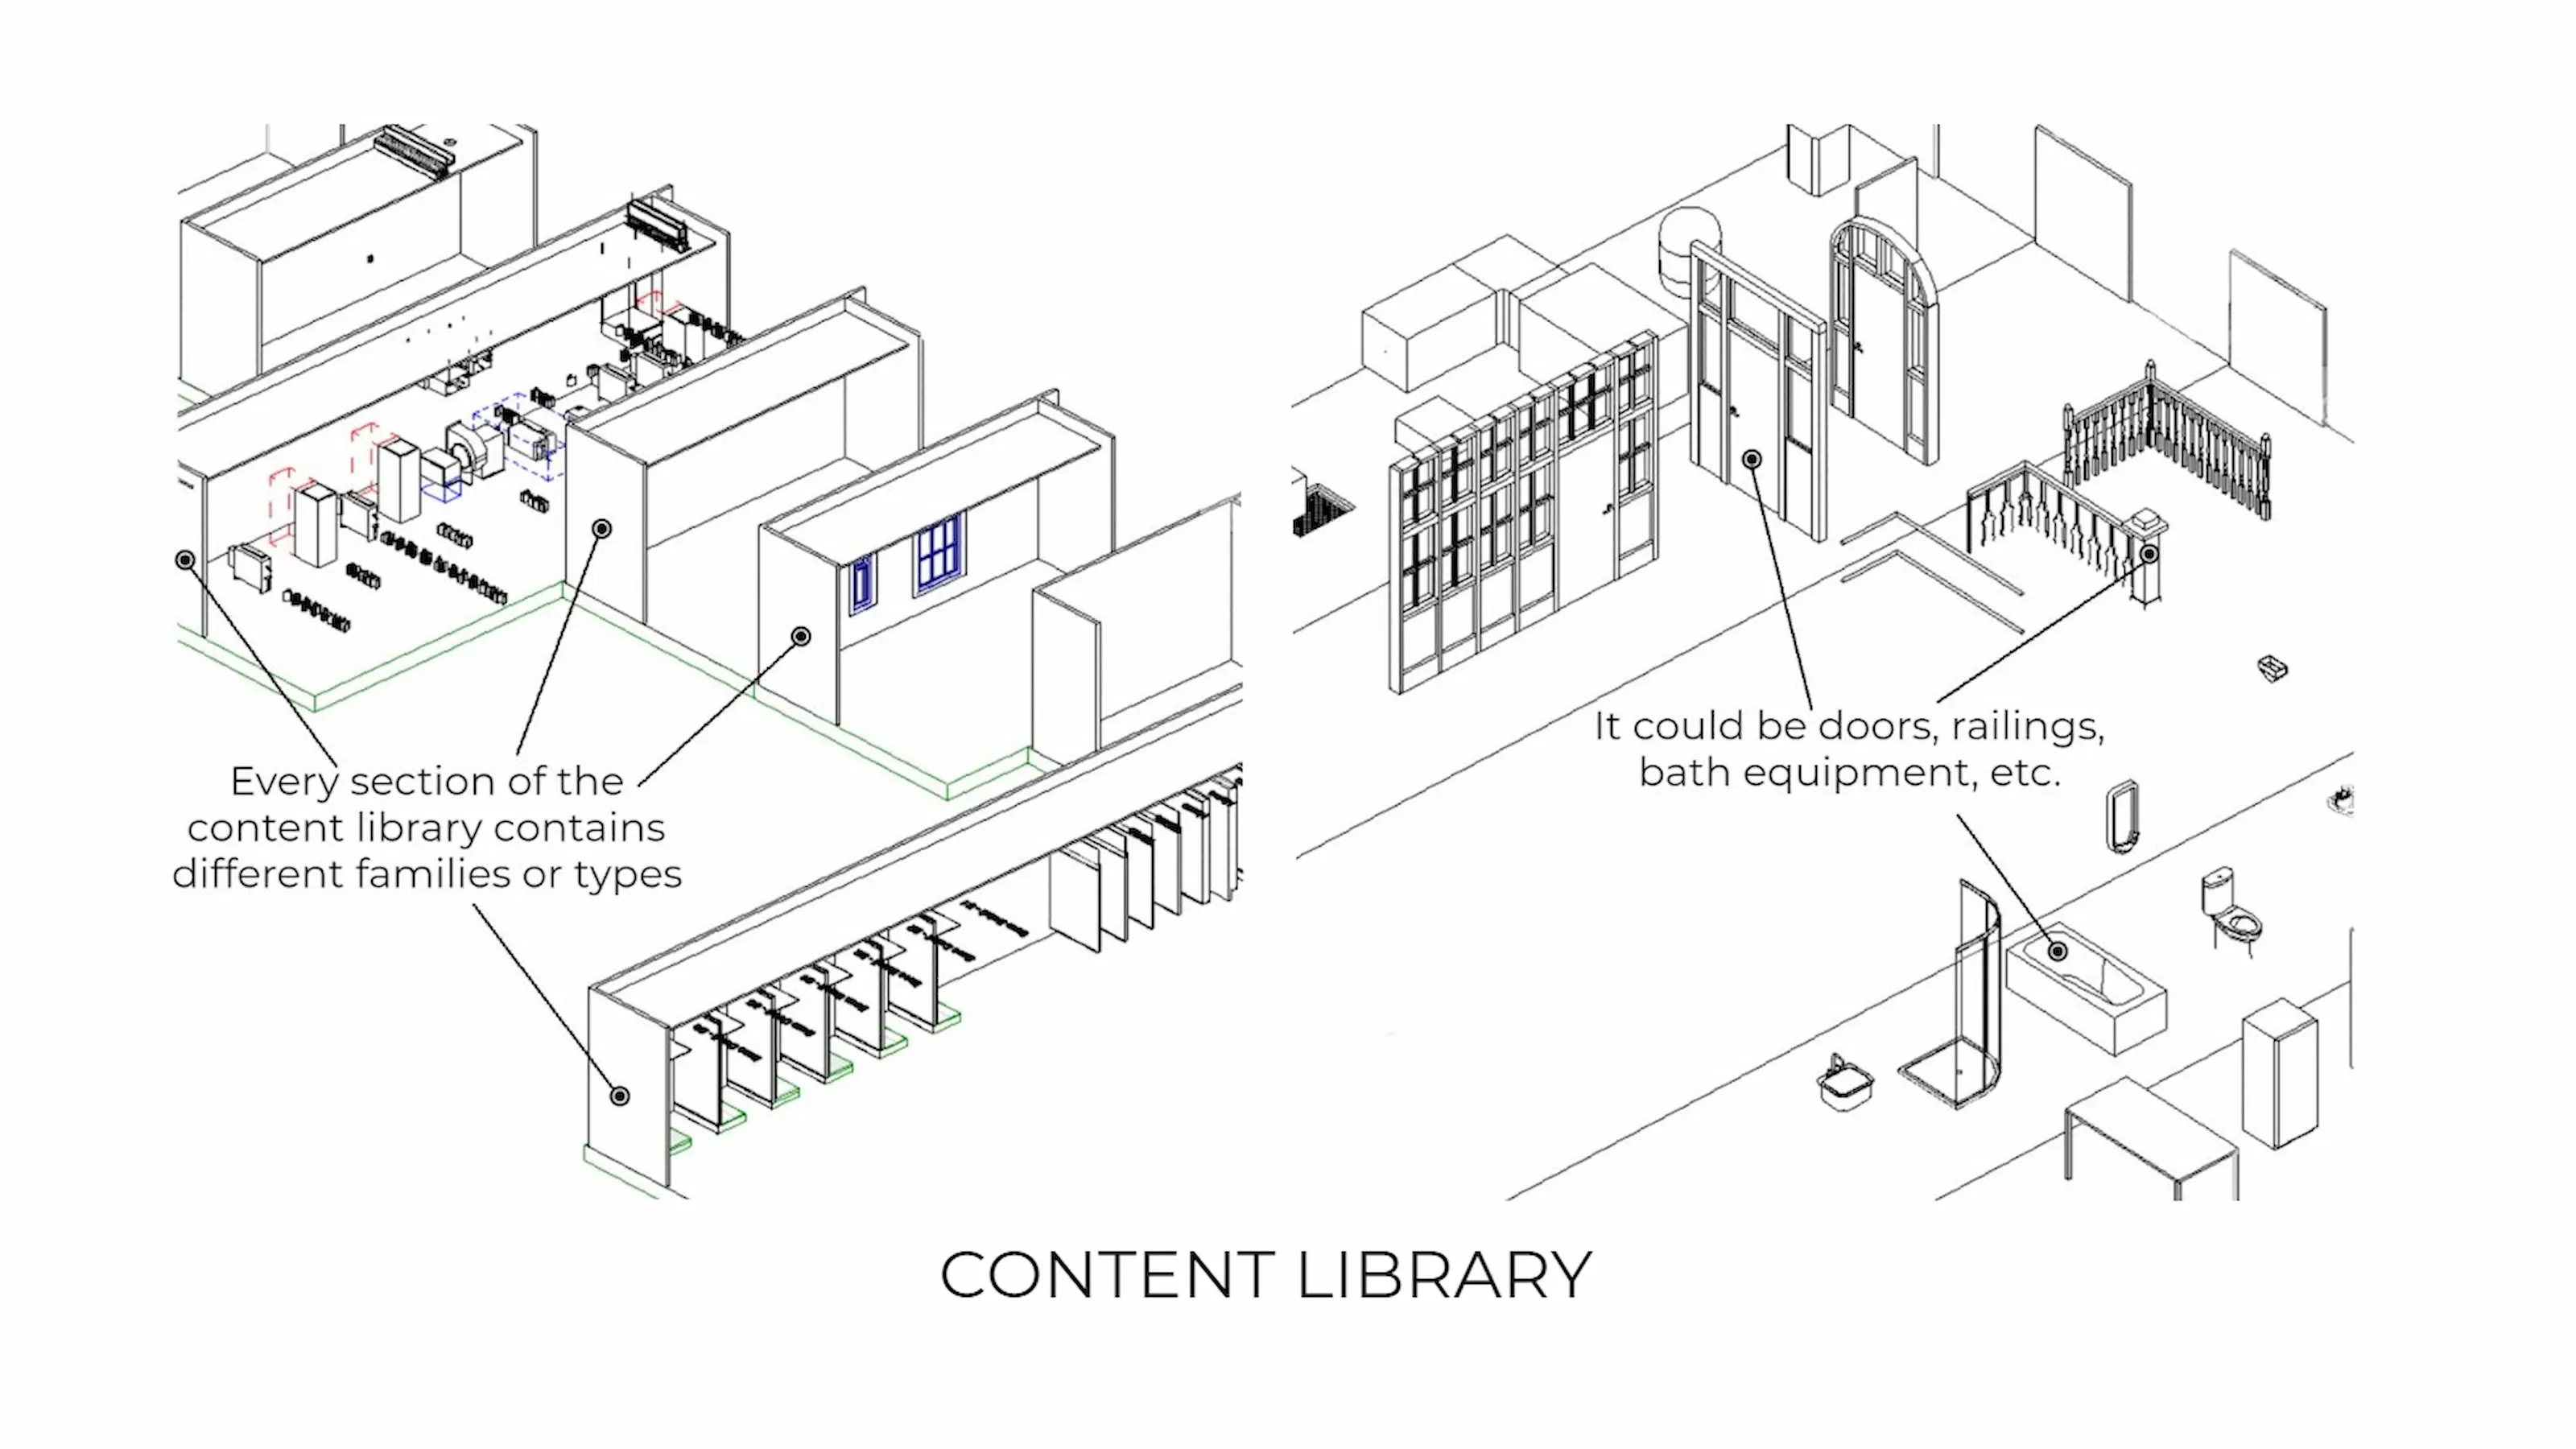 Every section of the
content library contains
different families or types
It could be doors, railings,
bath equipment, etc.
CONTENT LIBRARY